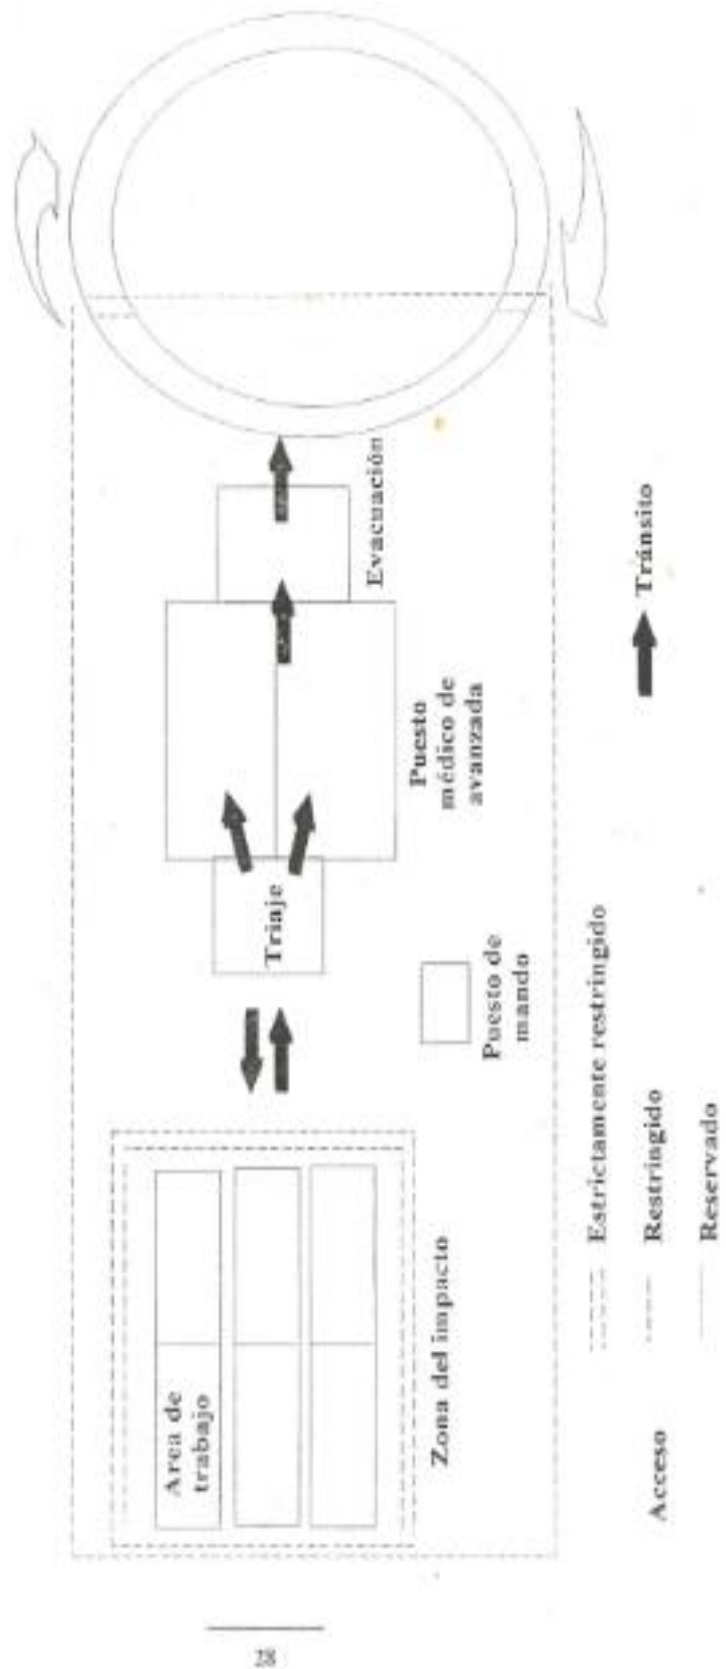 Area de
trabajo
Zona del impacto
Triaje
Puesto de
mando
Puesto
médico de
avanzada
Evacuación
Acceso
Estrictamente restringido
Restringido
Reservado
Tránsito
28